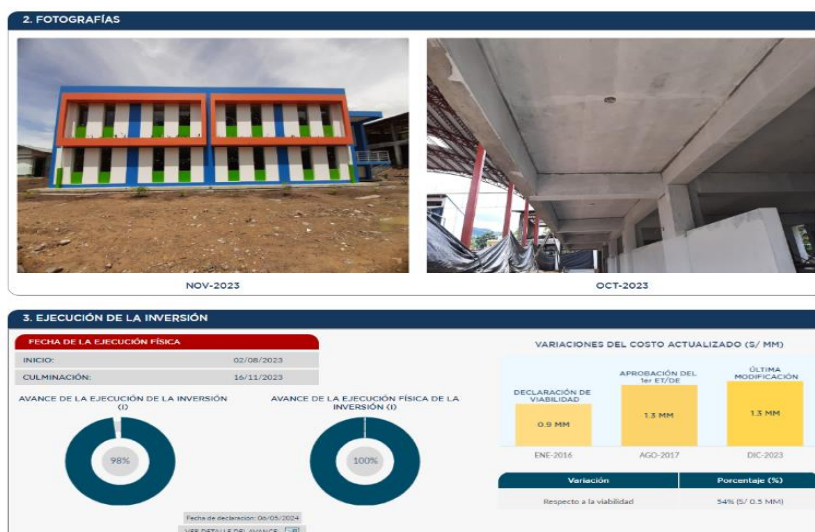 2. FOTOGRAFÍAS
NOV-2023
OCT-2023
3. EJECUCIÓN DE LA INVERSIÓN
FECHA DE LA EJECUCIÓN FÍSICA
INICIO: 02/08/2023
CULMINACIÓN: 16/11/2023
AVANCE DE LA EJECUCIÓN DE LA INVERSIÓN
(i)
98%
AVANCE DE LA EJECUCIÓN FÍSICA DE LA
INVERSIÓN (i)
100%
Fecha de declaración: 06/05/2024
VER DETALLE DEL AVANCE
VARIACIONES DEL COSTO ACTUALIZADO (S/ MM)
DECLARACIÓN DE
VIABILIDAD
0.9 MM
ENE-2016
APROBACIÓN DEL
1er ET/DE
1.3 MM
AGO-2017
ÚLTIMA
MODIFICACIÓN
1.3 MM
DIC-2023
Variación Porcentaje (%)
Respecto a la viabilidad 54% (S/ 0.5 MM)